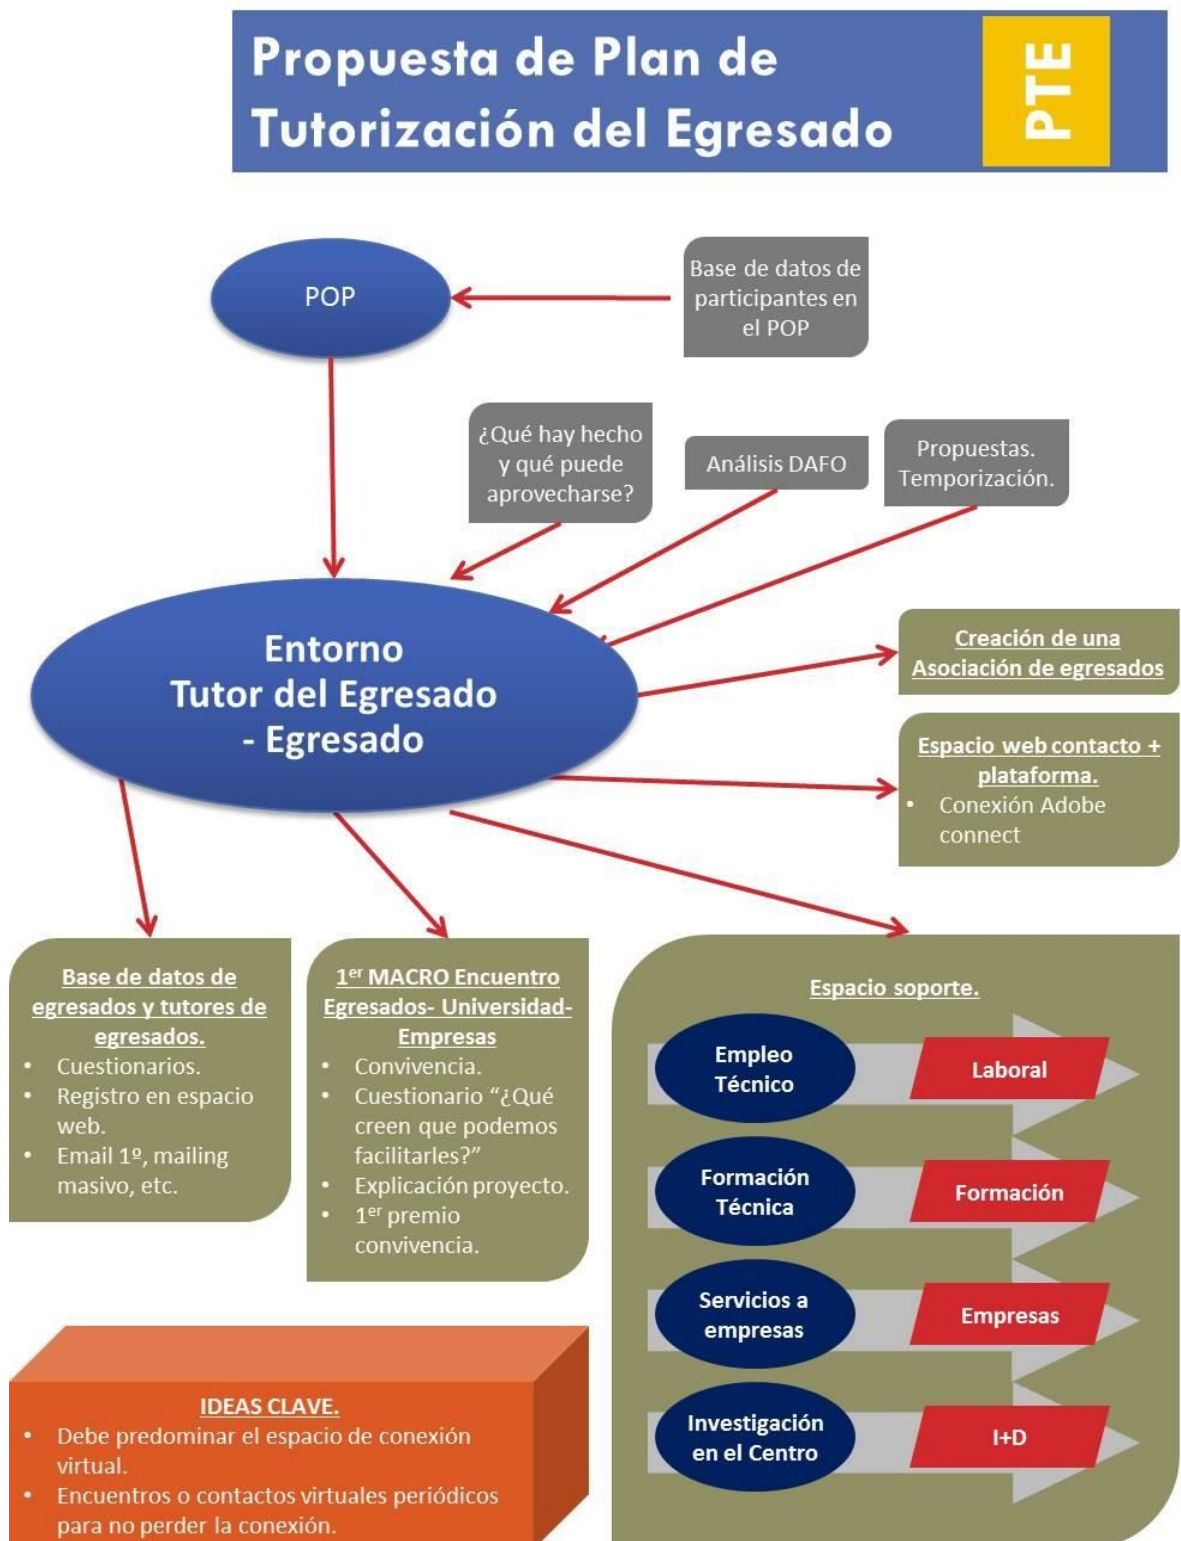 Propuesta de Plan de
Tutorización del Egresado
PTE
POP
Base de datos de
participantes en
el POP
¿Qué hay hecho
y qué puede
aprovecharse?
Análisis DAFO
Propuestas.
Temporización.
Entorno
Tutor del Egresado
- Egresado
Creación de una
Asociación de egresados
Espacio web contacto +
plataforma.
• Conexión Adobe
connect
Base de datos de
egresados y tutores de
egresados.
• Cuestionarios.
• Registro en espacio
web.
• Email 1º, mailing
masivo, etc.
1er MACRO Encuentro
Egresados- Universidad-
Empresas
• Convivencia.
• Cuestionario “¿Qué
creen que podemos
facilitarles?”
• Explicación proyecto.
• 1er premio
convivencia.
Espacio soporte.
Empleo
Técnico
Laboral
Formación
Técnica
Formación
Servicios a
empresas
Empresas
Investigación
en el Centro
I+D
IDEAS CLAVE.
• Debe predominar el espacio de conexión
virtual.
• Encuentros o contactos virtuales periódicos
para no perder la conexión.